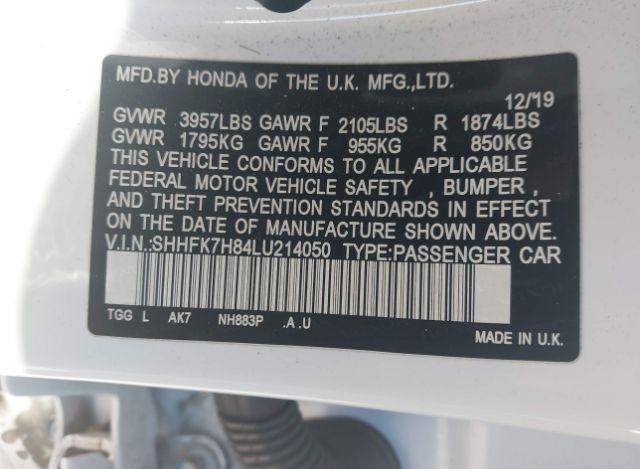 MFD.BY HONDA OF THE U.K. MFG.,LTD.
12/'19
GVWR 3957LBS GAWR F 2105LBS R 1874LBS
GVWR 1795KG GAWR F 955KG R 850KG
THIS VEHICLE CONFORMS TO ALL APPLICABLE
FEDERAL MOTOR VEHICLE SAFETY , BUMPER ,
AND THEFT PREVENTION STANDARDS IN EFFECT
ON THE DATE OF MANUFACTURE SHOWN ABOVE.
V.I.N.:SHHFK7H84LU214050 TYPE:PASSENGER CAR
TGG L AK7 NH883P .A .U
MADE IN U.K.